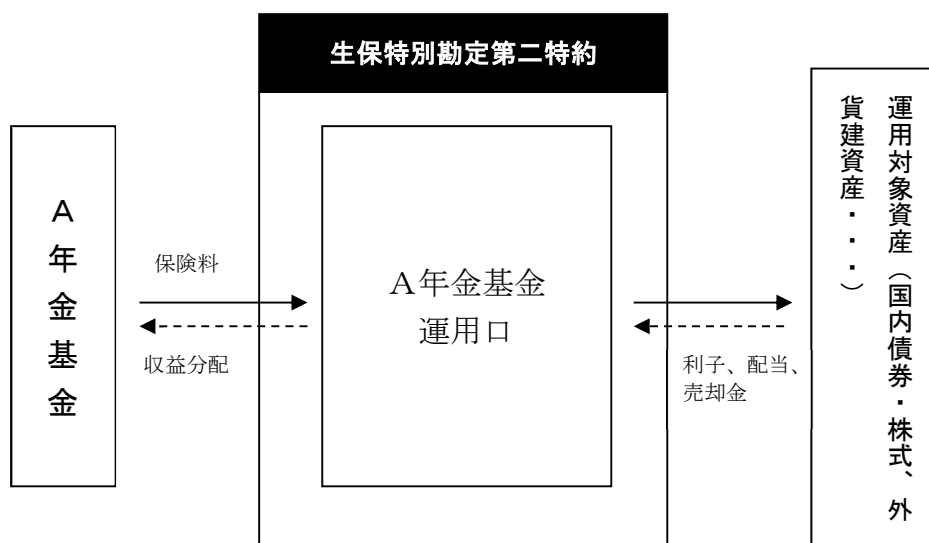 生保特別勘定第二特約
Ａ年金基金
保険料
収益分配
Ａ年金基金
運用口
利子、配当、
売却金
運用対象資産（国内債券・株式、外
貨建資産・・・）